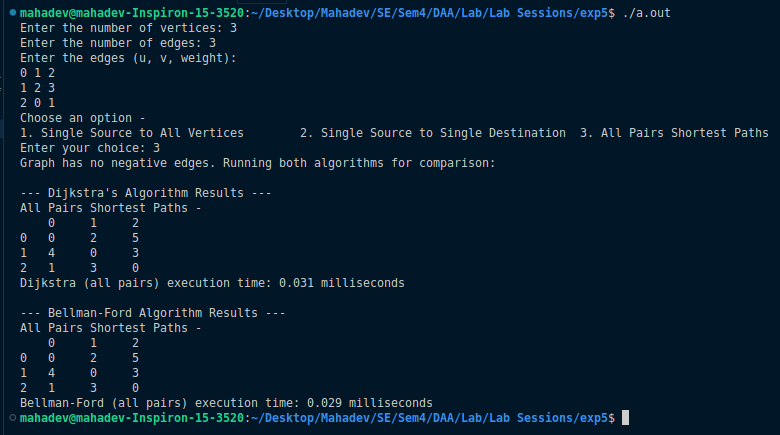 mahadev@mahadev-Inspiron-15-3520:~/Desktop/Mahadev/SE/Sem4/DAA/Lab/Lab Sessions/exp5$ ./a.out
Enter the number of vertices: 3
Enter the number of edges: 3
Enter the edges (u, v, weight):
0 1 2
1 2 3
2 0 1
Choose an option -
1. Single Source to All Vertices        2. Single Source to Single Destination  3. All Pairs Shortest Paths
Enter your choice: 3
Graph has no negative edges. Running both algorithms for comparison:

--- Dijkstra's Algorithm Results ---
All Pairs Shortest Paths -
    0     1     2
0   0     2     5
1   4     0     3
2   1     3     0
Dijkstra (all pairs) execution time: 0.031 milliseconds

--- Bellman-Ford Algorithm Results ---
All Pairs Shortest Paths -
    0     1     2
0   0     2     5
1   4     0     3
2   1     3     0
Bellman-Ford (all pairs) execution time: 0.029 milliseconds
mahadev@mahadev-Inspiron-15-3520:~/Desktop/Mahadev/SE/Sem4/DAA/Lab/Lab Sessions/exp5$